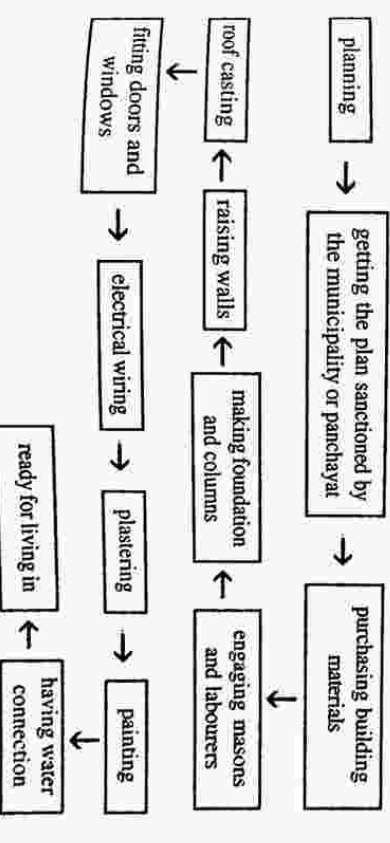 planning
getting the plan sanctioned by
the municipality or panchayat
purchasing building
materials
engaging masons
and labourers
making foundation
and columns
raising walls
roof casting
fitting doors and
windows
electrical wiring
plastering
painting
having water
connection
ready for living in